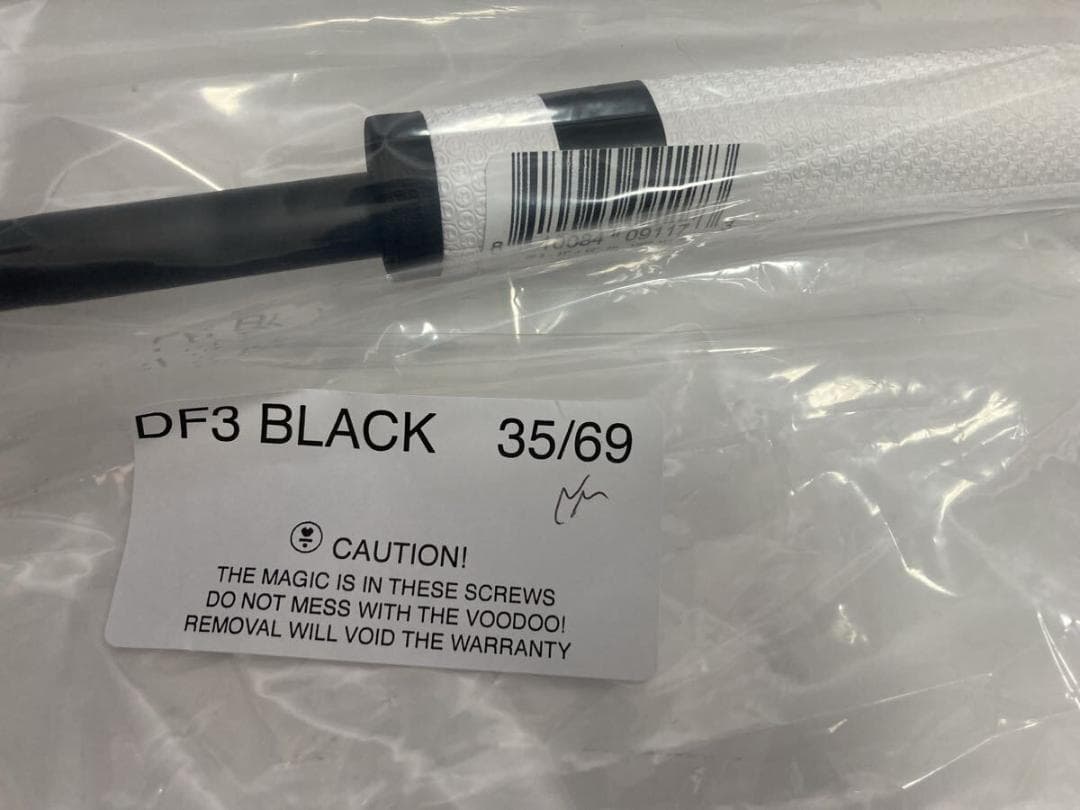 09117
DF3 BLACK 35/69
CAUTION!
THE MAGIC IS IN THESE SCREWS
DO NOT MESS WITH THE VOODOO!
REMOVAL WILL VOID THE WARRANTY